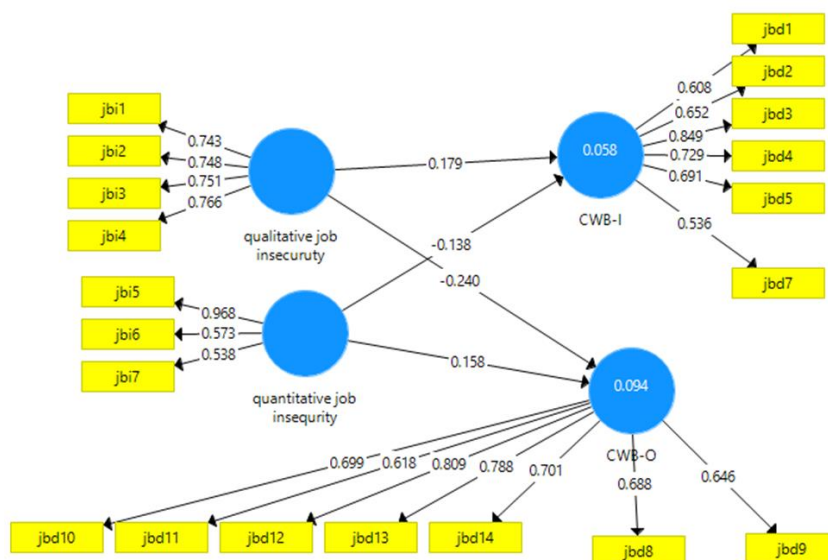 jbd1
jbd2
jbd3
jbd4
jbd5
jbd7
0.608
0.652
0.849
0.729
0.691
0.536
0.058
CWB-I
jbi1
jbi2
jbi3
jbi4
0.743
0.748
0.751
0.766
qualitative job
insecuruty
0.179
-0.138
-0.240
0.158
jbi5
jbi6
jbi7
0.968
0.573
0.538
quantitative job
insequrity
0.094
CWB-O
0.699
0.618
0.809
0.788
0.701
0.688
0.646
jbd10
jbd11
jbd12
jbd13
jbd14
jbd8
jbd9